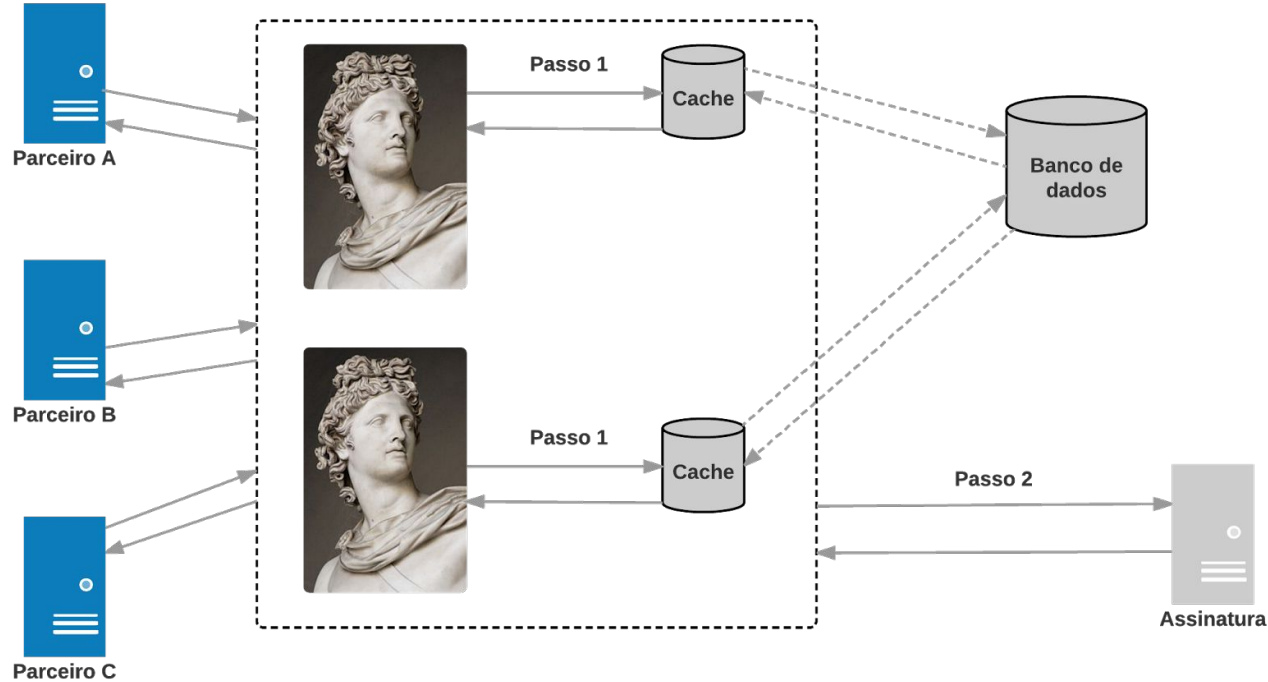 Parceiro A
Passo 1
Cache
Banco de
dados
Parceiro B
Passo 1
Cache
Passo 2
Assinatura
Parceiro C